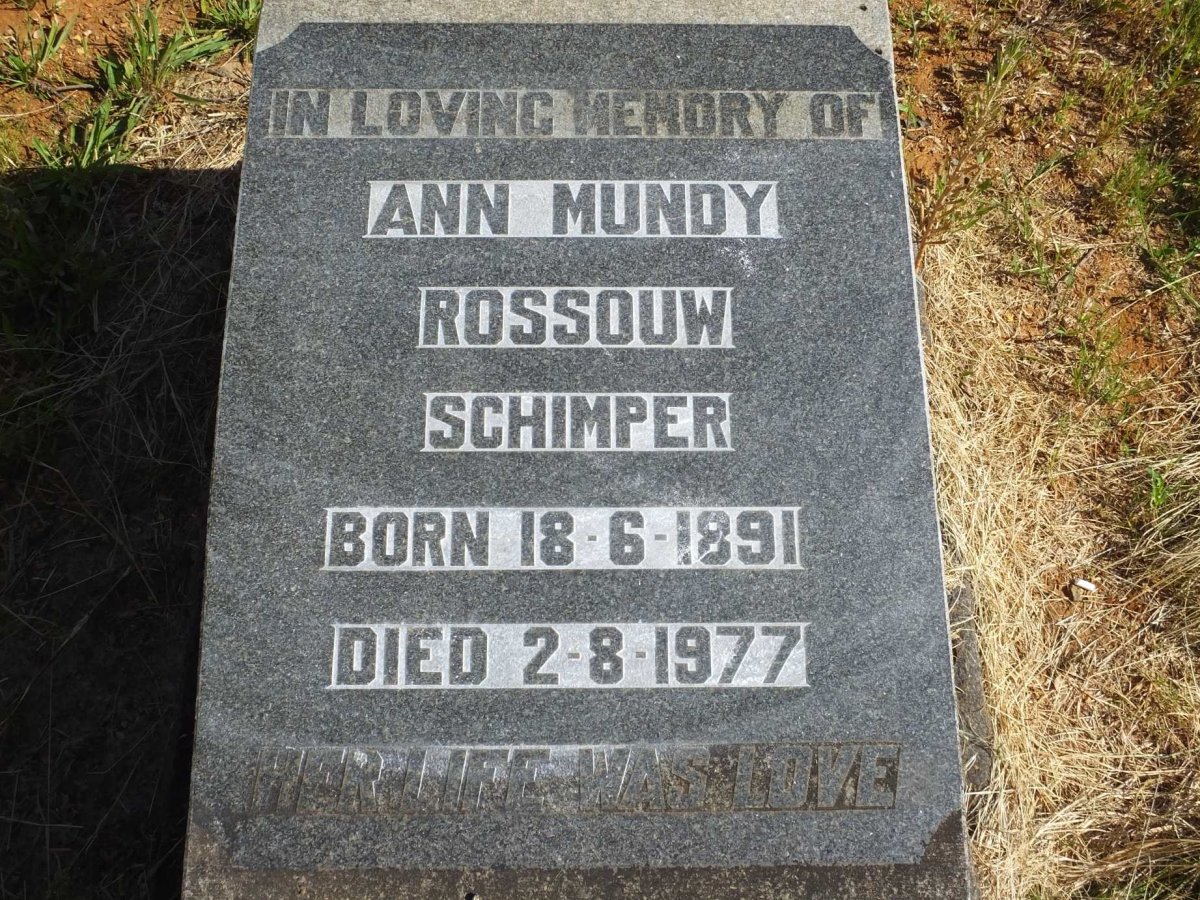 IN LOVING MEMORY OF
ANN MUNDY
ROSSOUW
SCHIMPER
BORN 18-6-1891
DIED 2-8-1977
HER LIFE WAS LOVE